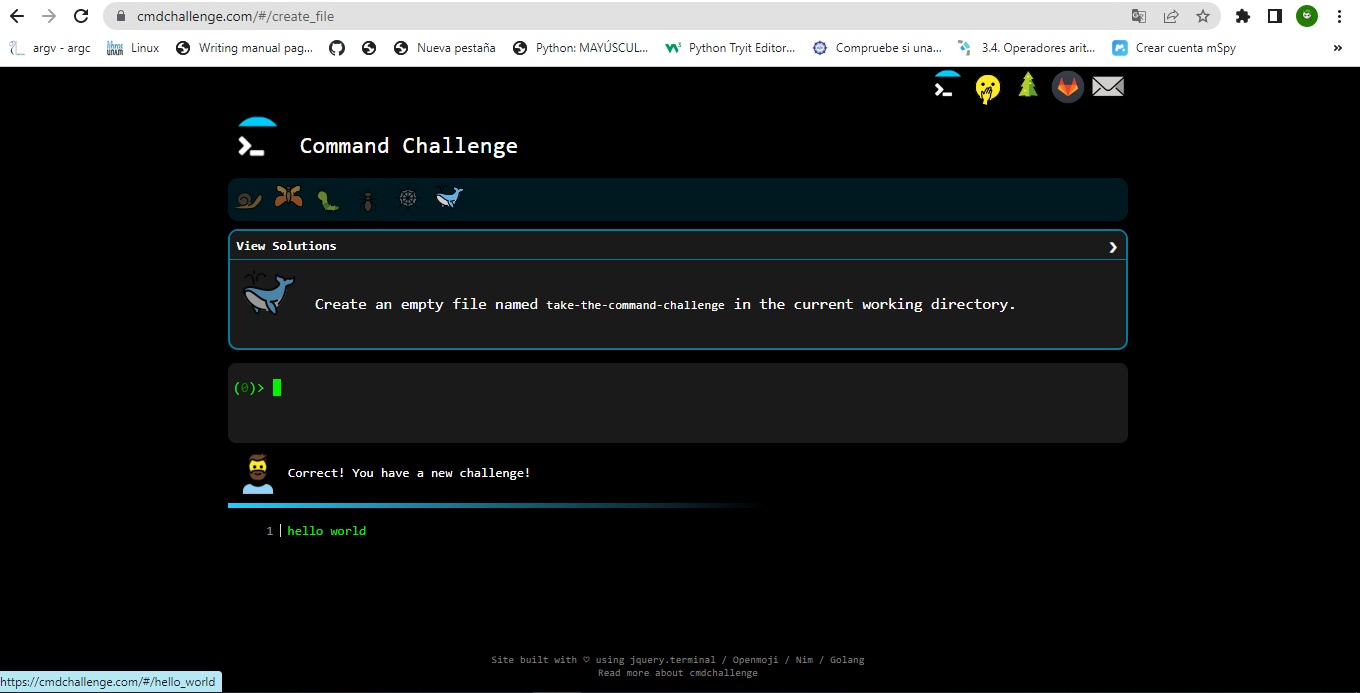 cmdchallenge.com/#/create_file
argv - argc Linux Writing manual pag... Nueva pestaña Python: MAYÚSCUL... Python Tryit Editor... Compruebe si una... 3.4. Operadores arit... Crear cuenta mSpy »
Command Challenge
View Solutions ❯
Create an empty file named take-the-command-challenge in the current working directory.
(0)>
Correct! You have a new challenge!
1 hello world
Site built with ♡ using jquery.terminal / Openmoji / Nim / Golang
Read more about cmdchallenge
https://cmdchallenge.com/#/hello_world